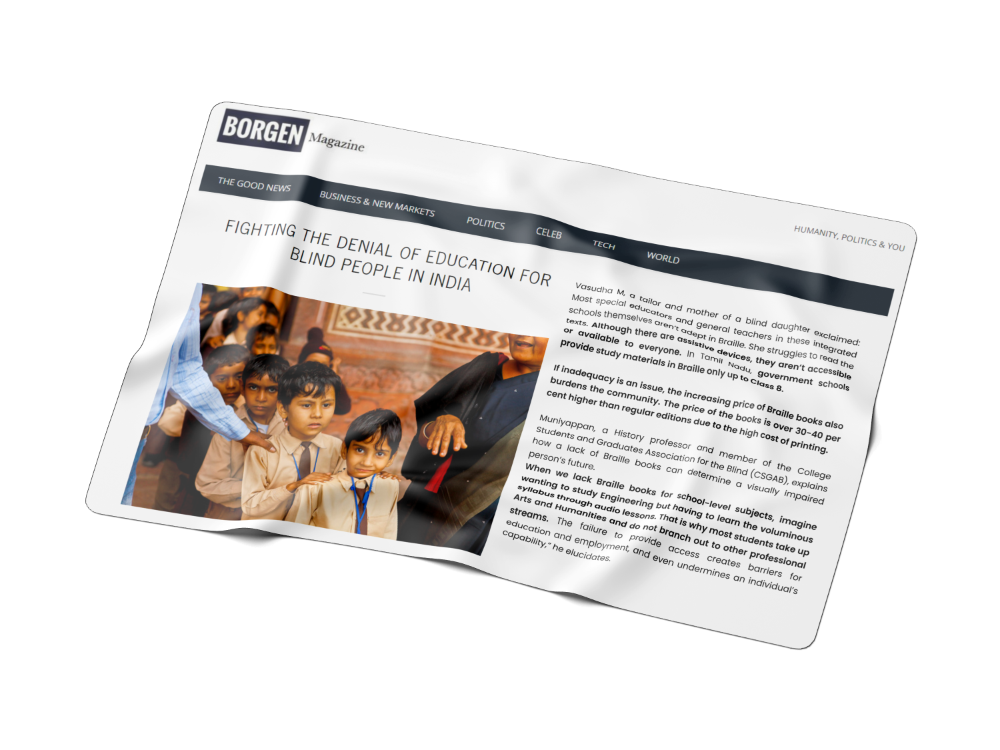 BORGEN Magazine
HUMANITY, POLITICS & YOU
THE GOOD NEWS BUSINESS & NEW MARKETS POLITICS CELEB TECH WORLD
FIGHTING THE DENIAL OF EDUCATION FOR
BLIND PEOPLE IN INDIA
Vasudha M, a tailor and mother of a blind daughter exclaimed:
Most special educators and general teachers in these integrated
schools themselves aren't adept in Braille. She struggles to read the
texts. Although there are assistive devices, they aren't accessible
or available to everyone. In Tamil Nadu, government schools
provide study materials in Braille only up to Class 8.
If inadequacy is an issue, the increasing price of Braille books also
burdens the community. The price of the books is over 30-40 per
cent higher than regular editions due to the high cost of printing.
Muniyappan, a History professor and member of the College
Students and Graduates Association for the Blind (CSGAB), explains
how a lack of Braille books can determine a visually impaired
person's future.
When we lack Braille books for school-level subjects, imagine
wanting to study Engineering but having to learn the voluminous
syllabus through audio lessons. That is why most students take up
Arts and Humanities and do not branch out to other professional
streams. The failure to provide access creates barriers for
education and employment, and even undermines an individual's
capability," he elucidates.